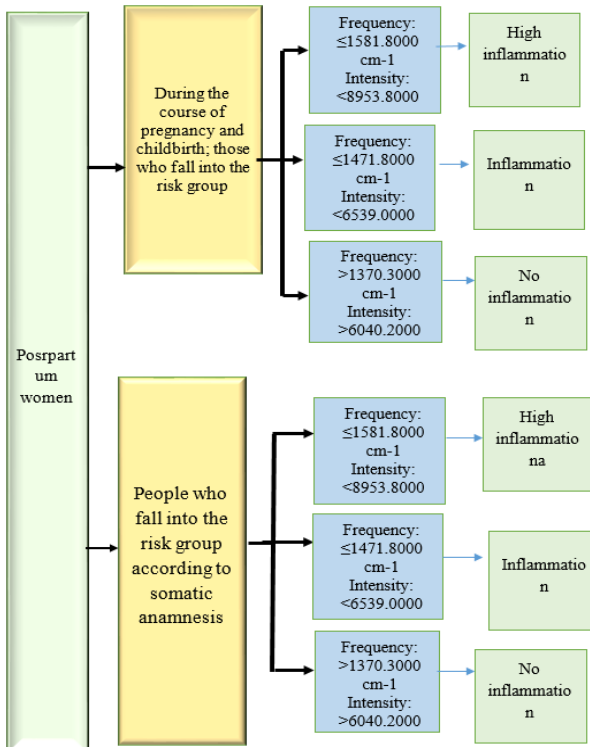 Posrpart
um
women
During the
course of
pregnancy and
childbirth; those
who fall into the
risk group
Frequency:
≤1581.8000
cm-1
Intensity:
<8953.8000
High
inflammatio
n
Frequency:
≤1471.8000
cm-1
Intensity:
<6539.0000
Inflammatio
n
Frequency:
>1370.3000
cm-1
Intensity:
>6040.2000
No
inflammatio
n
People who
fall into the
risk group
according to
somatic
anamnesis
Frequency:
≤1581.8000
cm-1
Intensity:
<8953.8000
High
inflammatio
na
Frequency:
≤1471.8000
cm-1
Intensity:
<6539.0000
Inflammatio
n
Frequency:
>1370.3000
cm-1
Intensity:
>6040.2000
No
inflammatio
n